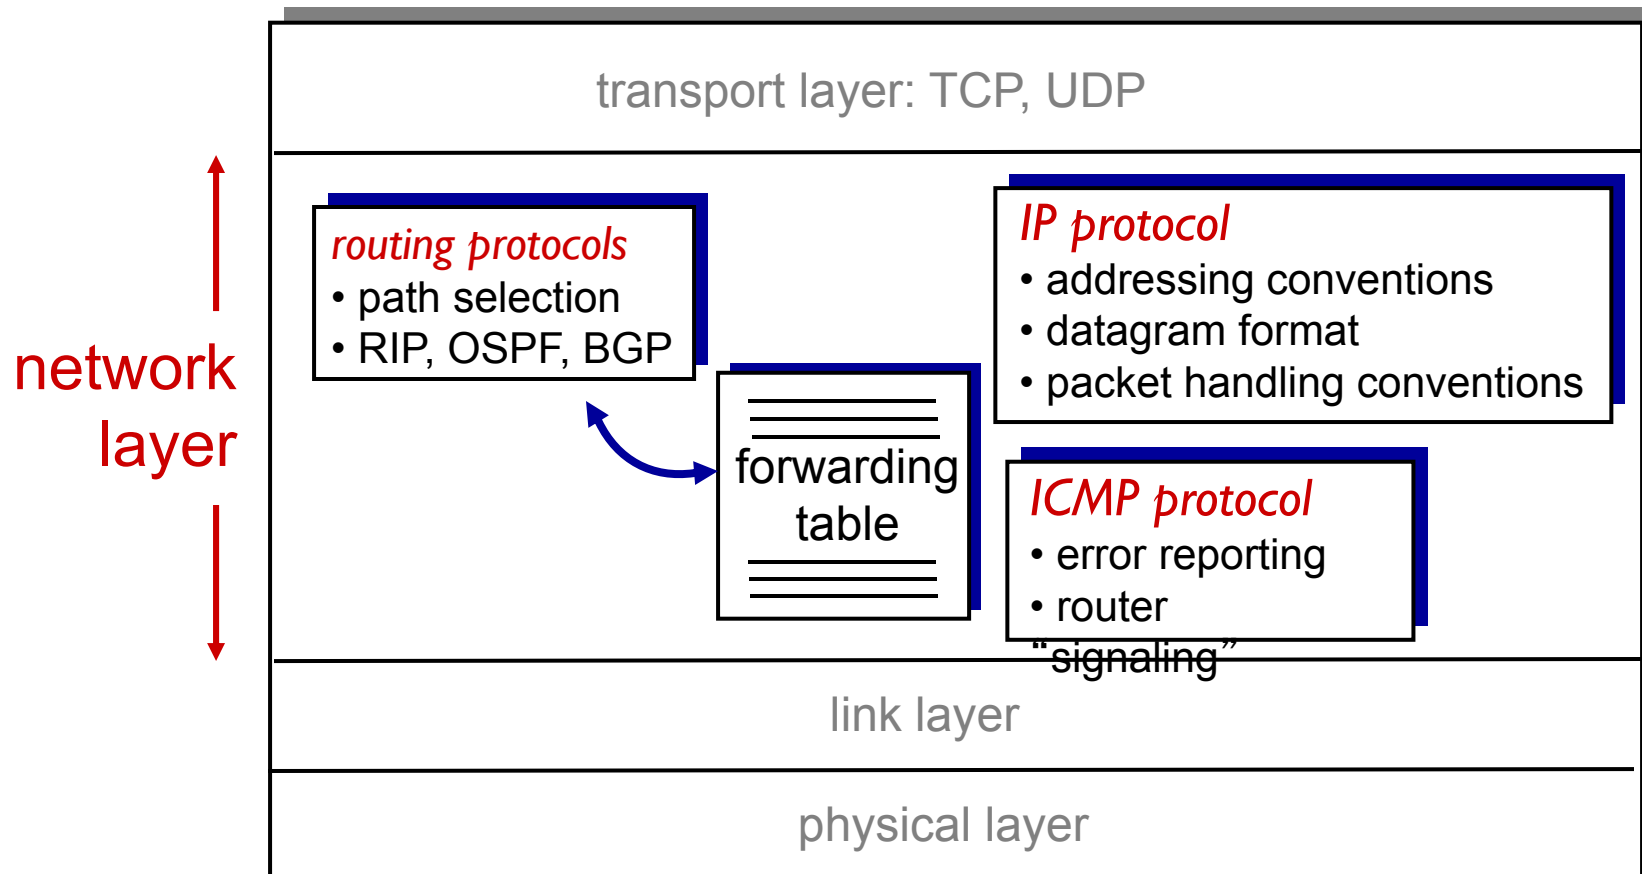 transport layer: TCP, UDP
network
layer
routing protocols
• path selection
• RIP, OSPF, BGP
forwarding
table
IP protocol
• addressing conventions
• datagram format
• packet handling conventions
ICMP protocol
• error reporting
• router
“signaling”
link layer
physical layer